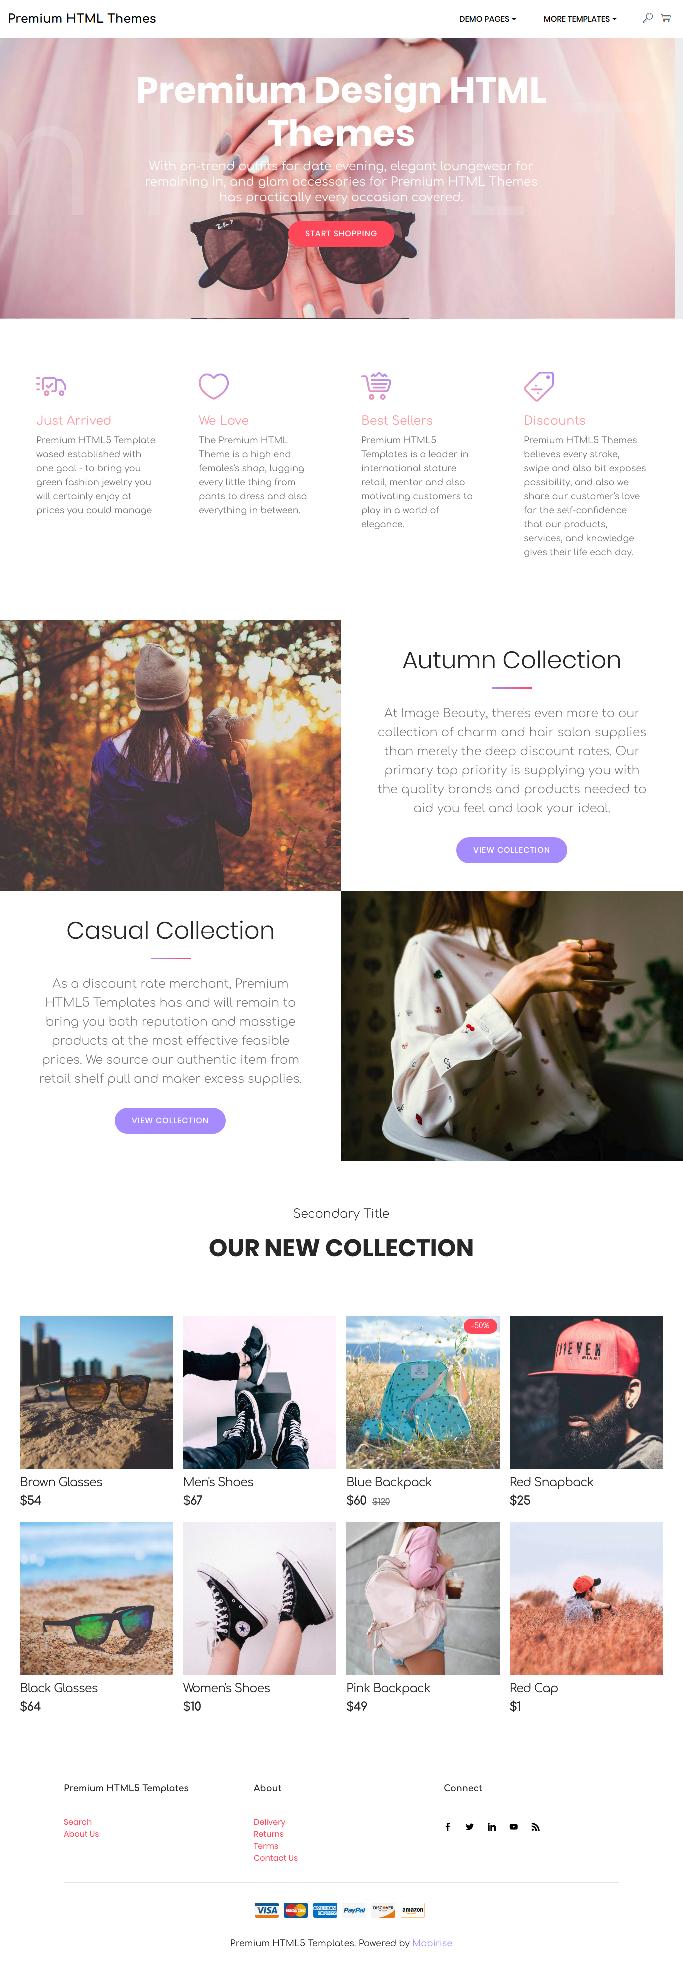 Premium HTML Themes
DEMO PAGES
MORE TEMPLATES
Premium Design HTML
Themes
With on-trend outfits for date evening, elegant loungewear for
remaining in, and glam accessories for Premium HTML Themes
has practically every occasion covered.
Ray-Ban
START SHOPPING
Just Arrived
Premium HTML5 Template
wased established with
one goal - to bring you
green fashion jewelry you
will certainly enjoy at
prices you could manage
We Love
The Premium HTML
Theme is a high end
females's shop, lugging
every little thing from
pants to dress and also
everything in between.
Best Sellers
Premium HTML5
Templates is a leader in
international stature
retail, mentor and also
motivating customers to
play in a world of
elegance.
Discounts
Premium HTML5 Themes
believes every stroke,
swipe and also bit exposes
possibility, and also we
share our customer's love
for the self-confidence
that our products,
services, and knowledge
gives their life each day.
Autumn Collection
At Image Beauty, there's even more to our
collection of charm and hair salon supplies
than merely the deep discount rates. Our
primary top priority is supplying you with
the quality brands and products needed to
aid you feel and look your ideal.
VIEW COLLECTION
Casual Collection
As a discount rate merchant, Premium
HTML5 Templates has and will remain to
bring you both reputation and masstige
products at the most effective feasible
prices. We source our authentic item from
retail shelf pull and maker excess supplies.
VIEW COLLECTION
Secondary Title
OUR NEW COLLECTION
-50%
MIAMI
Brown Glasses
$54
Men's Shoes
$67
Blue Backpack
$60 $120
Red Snapback
$25
Black Glasses
$64
Women's Shoes
$10
Pink Backpack
$49
Red Cap
$1
Premium HTML5 Templates
Search
About Us
About
Delivery
Returns
Terms
Contact Us
Connect
VISA
MasterCard
AMERICAN EXPRESS
PayPal
DISCOVER
amazon
Premium HTML5 Templates. Powered by Mobirise